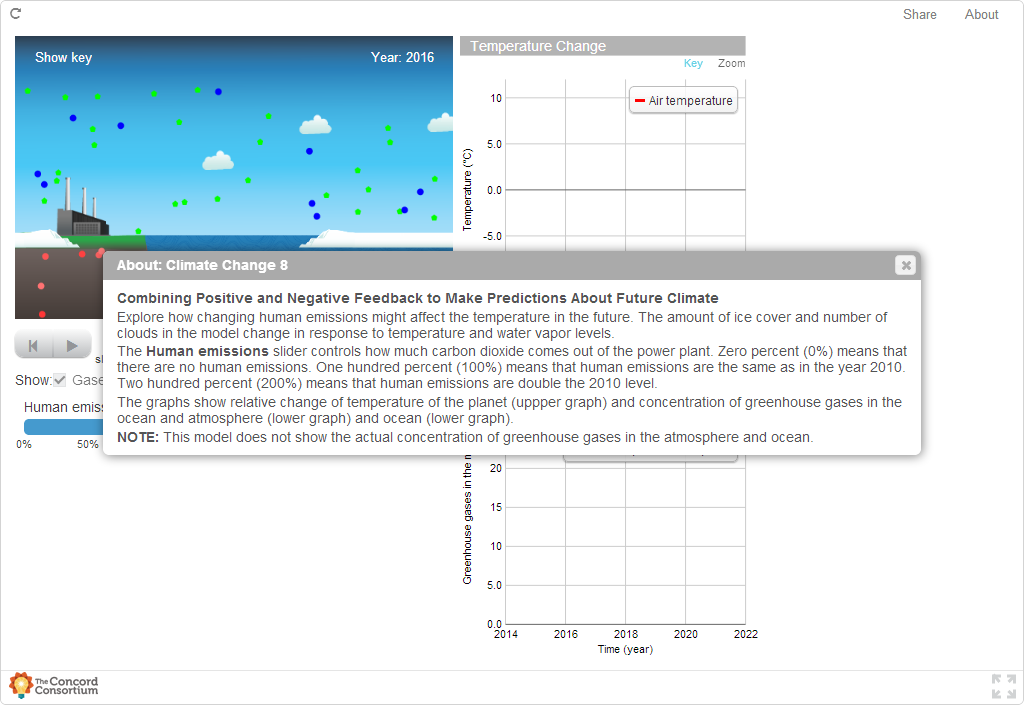 Share About
Show key Year: 2016
Temperature Change
Key Zoom
Air temperature
10
5.0
0.0
-5.0
Temperature (°C)
About: Climate Change 8
Combining Positive and Negative Feedback to Make Predictions About Future Climate
Explore how changing human emissions might affect the temperature in the future. The amount of ice cover and number of
clouds in the model change in response to temperature and water vapor levels.
The Human emissions slider controls how much carbon dioxide comes out of the power plant. Zero percent (0%) means that
there are no human emissions. One hundred percent (100%) means that human emissions are the same as in the year 2010.
Two hundred percent (200%) means that human emissions are double the 2010 level.
The graphs show relative change of temperature of the planet (uppper graph) and concentration of greenhouse gases in the
ocean and atmosphere (lower graph) and ocean (lower graph).
NOTE: This model does not show the actual concentration of greenhouse gases in the atmosphere and ocean.
Show: Gase
Human emiss
0% 50%
Greenhouse gases in the
20
15
10
5.0
0.0
2014 2016 2018 2020 2022
Time (year)
The Concord
Consortium